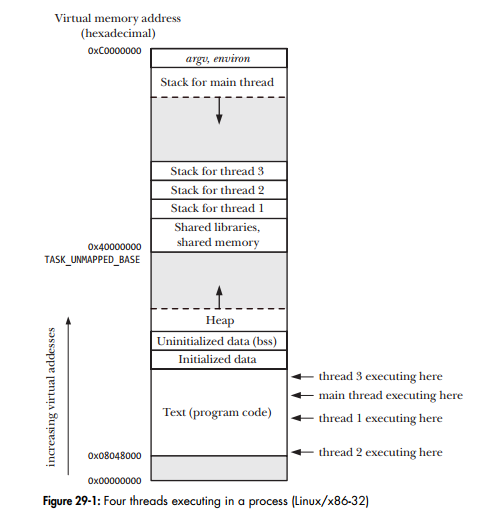 Virtual memory address
(hexadecimal)
0xC0000000
argv, environ
Stack for main thread
Stack for thread 3
Stack for thread 2
Stack for thread 1
Shared libraries,
shared memory
0x40000000
TASK_UNMAPPED_BASE
Heap
Uninitialized data (bss)
Initialized data
thread 3 executing here
main thread executing here
Text (program code)
thread 1 executing here
thread 2 executing here
increasing virtual addesses
0x08048000
0x00000000
Figure 29-1: Four threads executing in a process (Linux/x86-32)